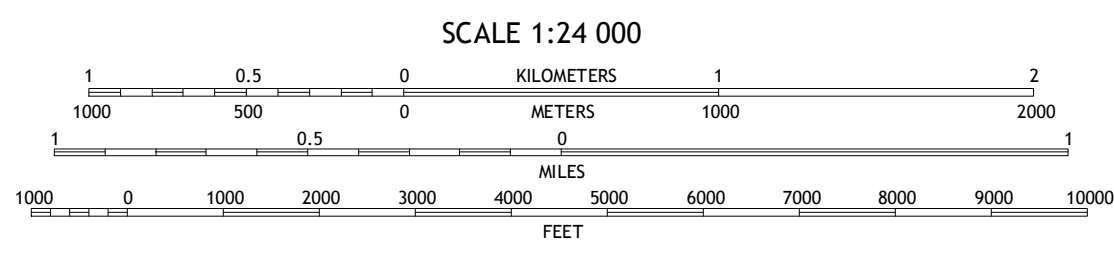 SCALE 1:24 000
1 0.5 0 KILOMETERS 1 2
1000 500 0 METERS 1000 2000
1 0.5 0 1
MILES
1000 0 1000 2000 3000 4000 5000 6000 7000 8000 9000 10000
FEET